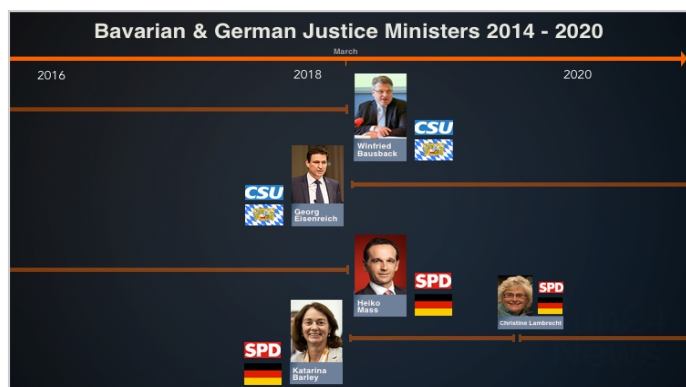 Bavarian & German Justice Ministers 2014 - 2020
March
2016
2018
2020
Winfried
Bausback
CSU
CSU
Georg
Eisenreich
Heiko
Mass
SPD
SPD
Christine Lambrecht
SPD
Katarina
Barley